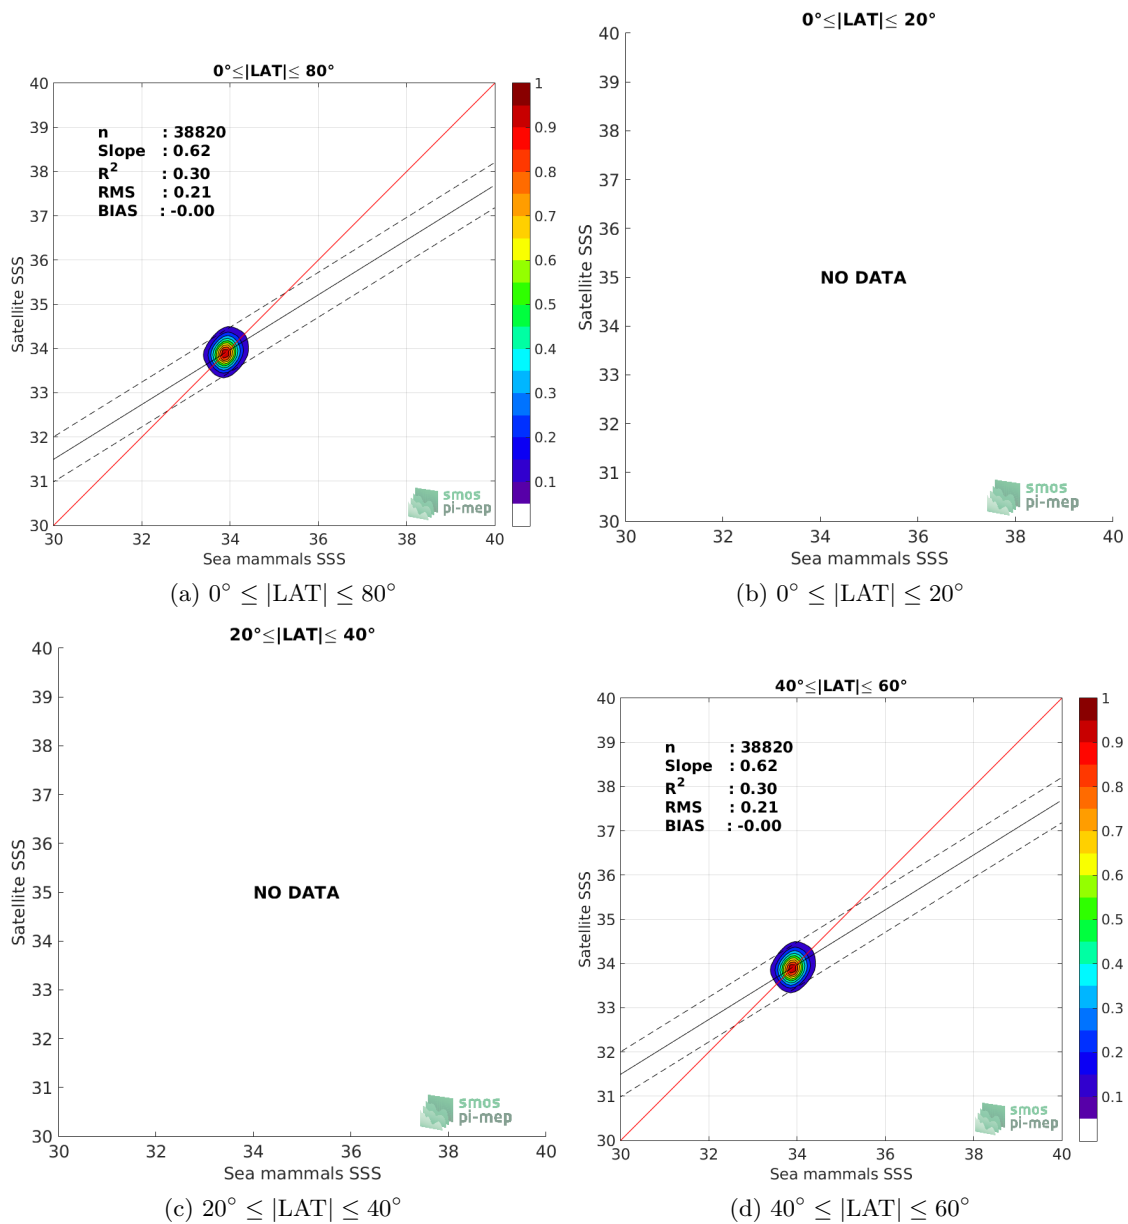 0°≤|LAT|≤ 80°
40
39
38
37
36
35
34
33
32
31
30
Satellite SSS
n : 38820
Slope : 0.62
R² : 0.30
RMS : 0.21
BIAS : -0.00
smos
pi-mep
30 32 34 36 38 40
Sea mammals SSS
1
0.9
0.8
0.7
0.6
0.5
0.4
0.3
0.2
0.1
(a) 0° ≤ |LAT| ≤ 80°
0°≤|LAT|≤ 20°
40
39
38
37
36
35
34
33
32
31
30
Satellite SSS
NO DATA
smos
pi-mep
30 32 34 36 38 40
Sea mammals SSS
(b) 0° ≤ |LAT| ≤ 20°
20°≤|LAT|≤ 40°
40
39
38
37
36
35
34
33
32
31
30
Satellite SSS
NO DATA
smos
pi-mep
30 32 34 36 38 40
Sea mammals SSS
(c) 20° ≤ |LAT| ≤ 40°
40°≤|LAT|≤ 60°
40
39
38
37
36
35
34
33
32
31
30
Satellite SSS
n : 38820
Slope : 0.62
R² : 0.30
RMS : 0.21
BIAS : -0.00
smos
pi-mep
30 32 34 36 38 40
Sea mammals SSS
1
0.9
0.8
0.7
0.6
0.5
0.4
0.3
0.2
0.1
(d) 40° ≤ |LAT| ≤ 60°